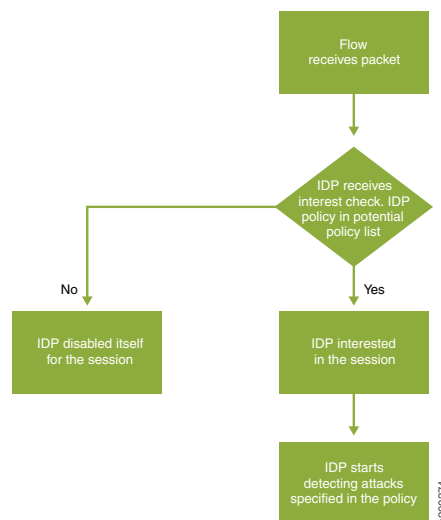 Flow
receives packet
IDP receives
interest check. IDP
policy in potential
policy list
No
Yes
IDP disabled itself
for the session
IDP interested
in the session
IDP starts
detecting attacks
specified in the policy